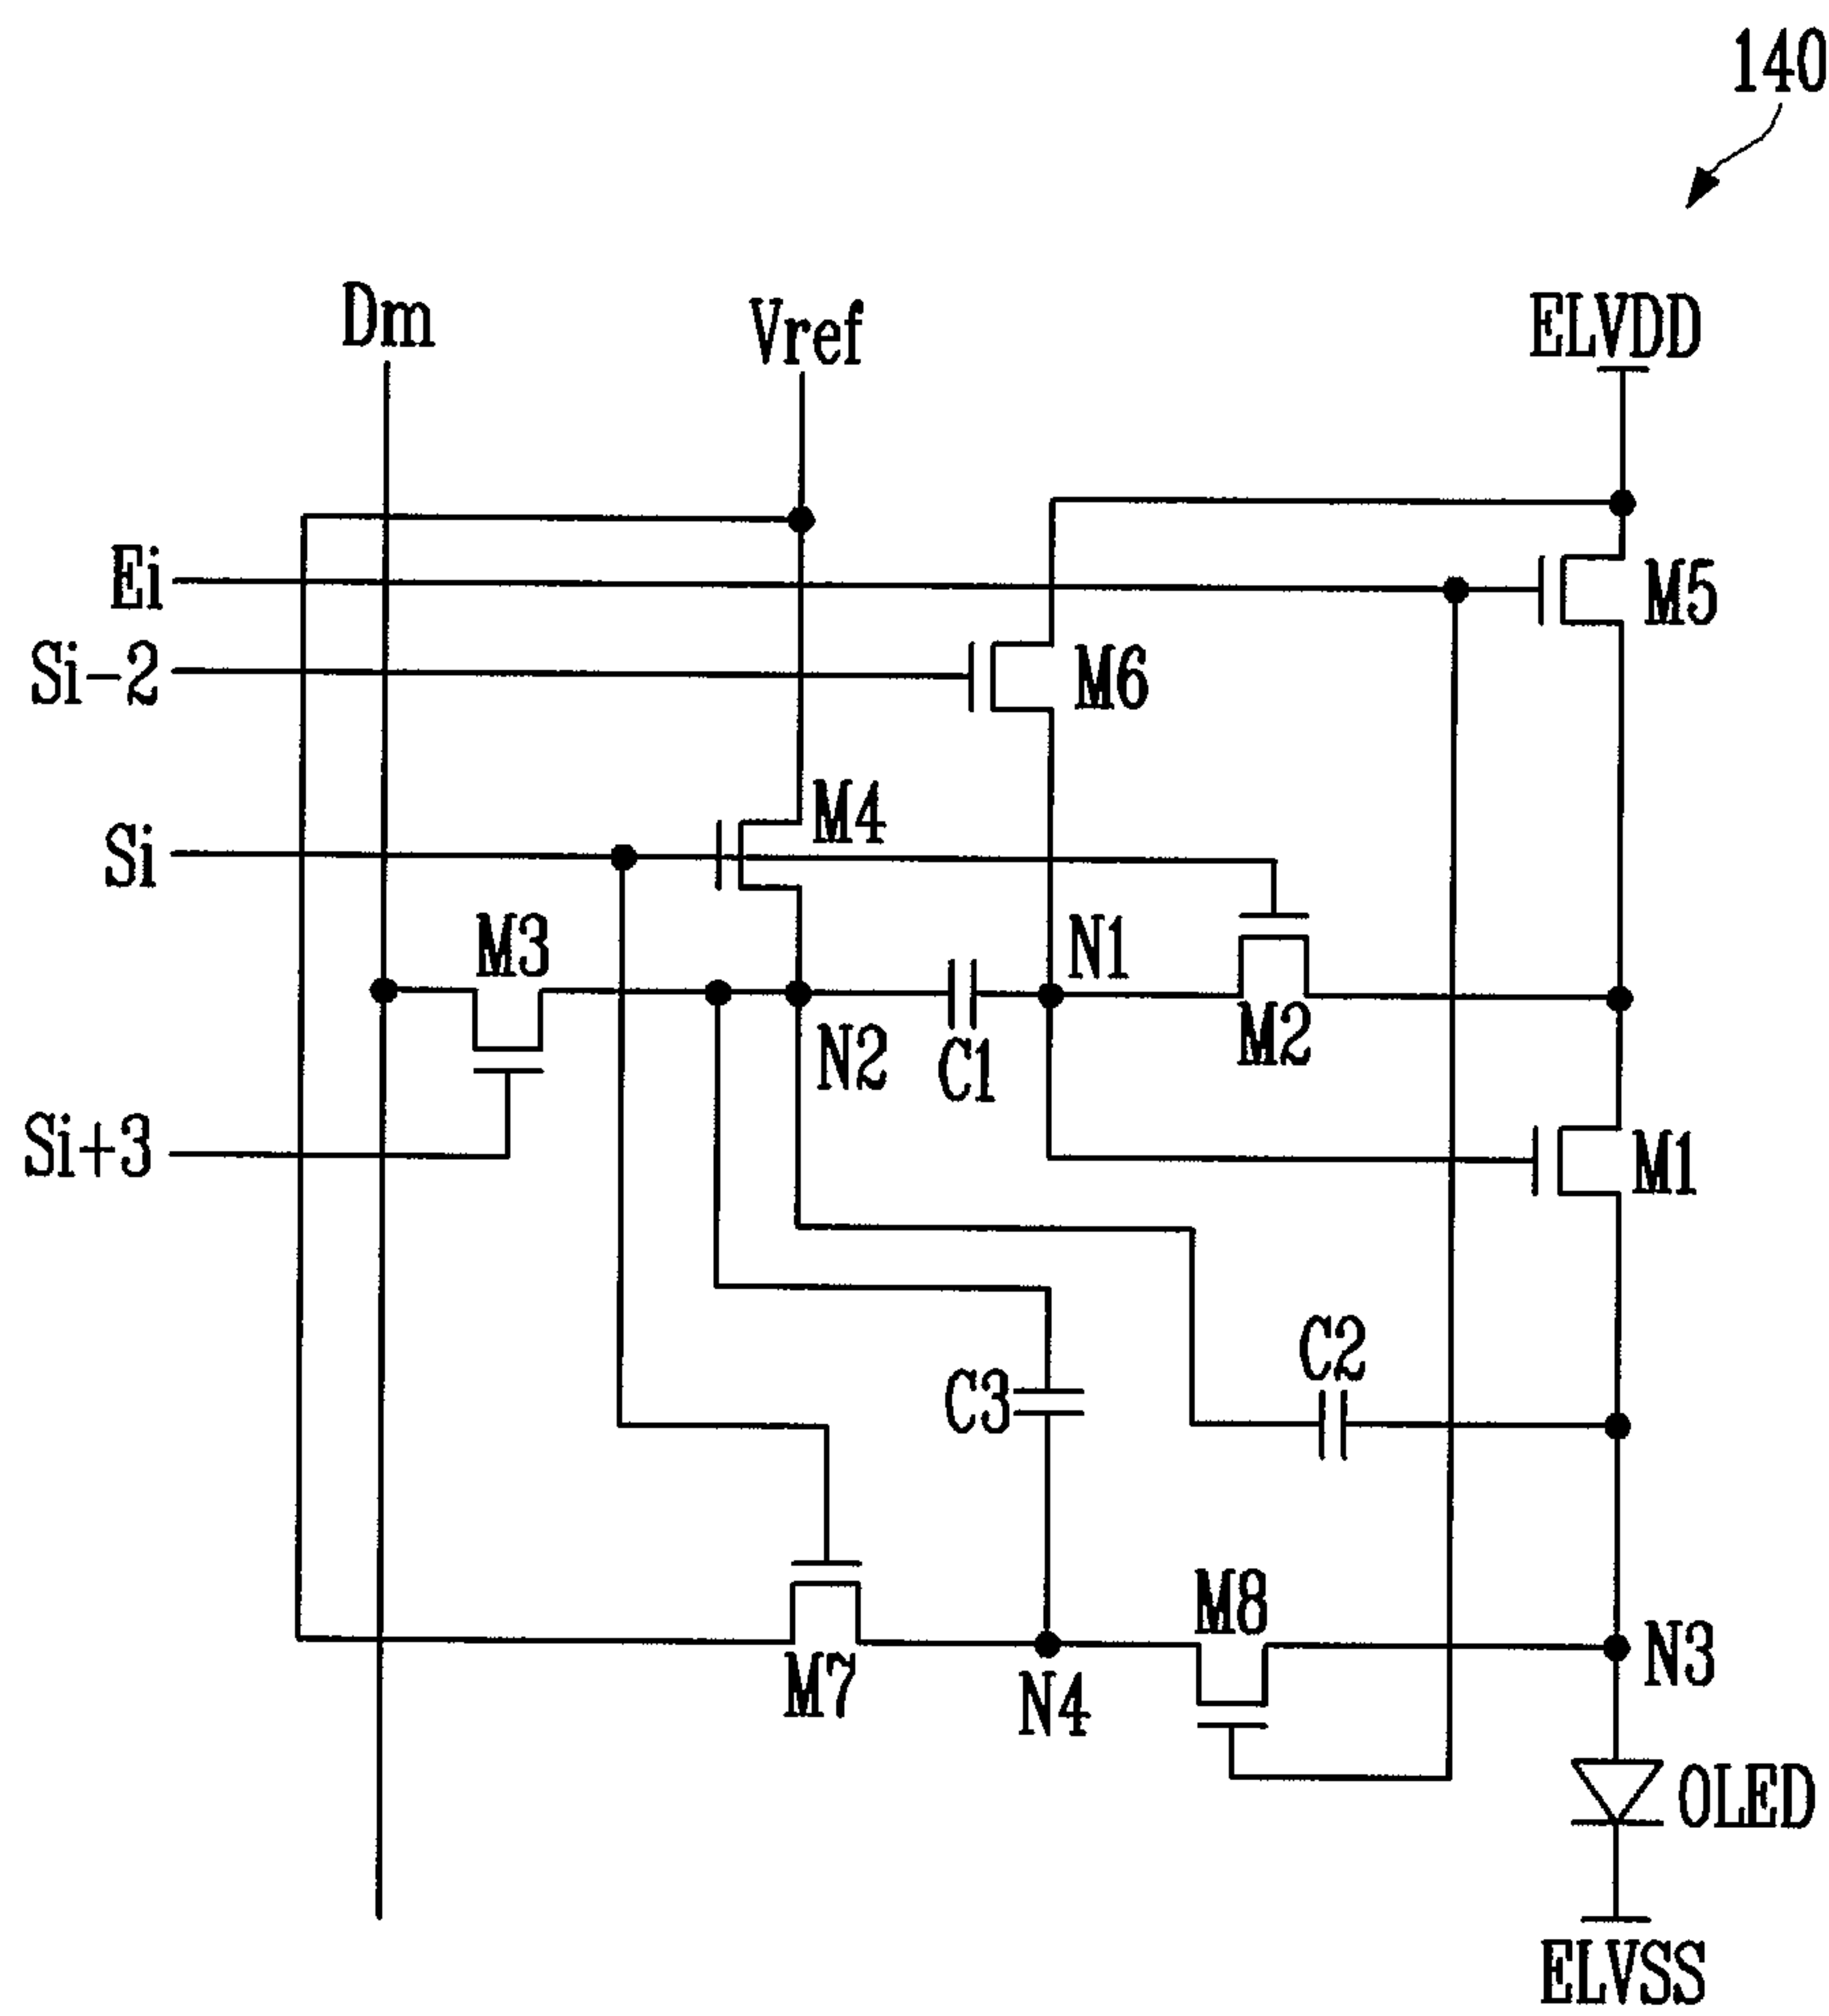 140
Dm
Vref
ELVDD
Ei
M5
Si-2
M6
M4
Si
M3
N1
N2
C1
M2
Si+3
M1
C2
C3
M8
M7
N4
N3
OLED
ELVSS